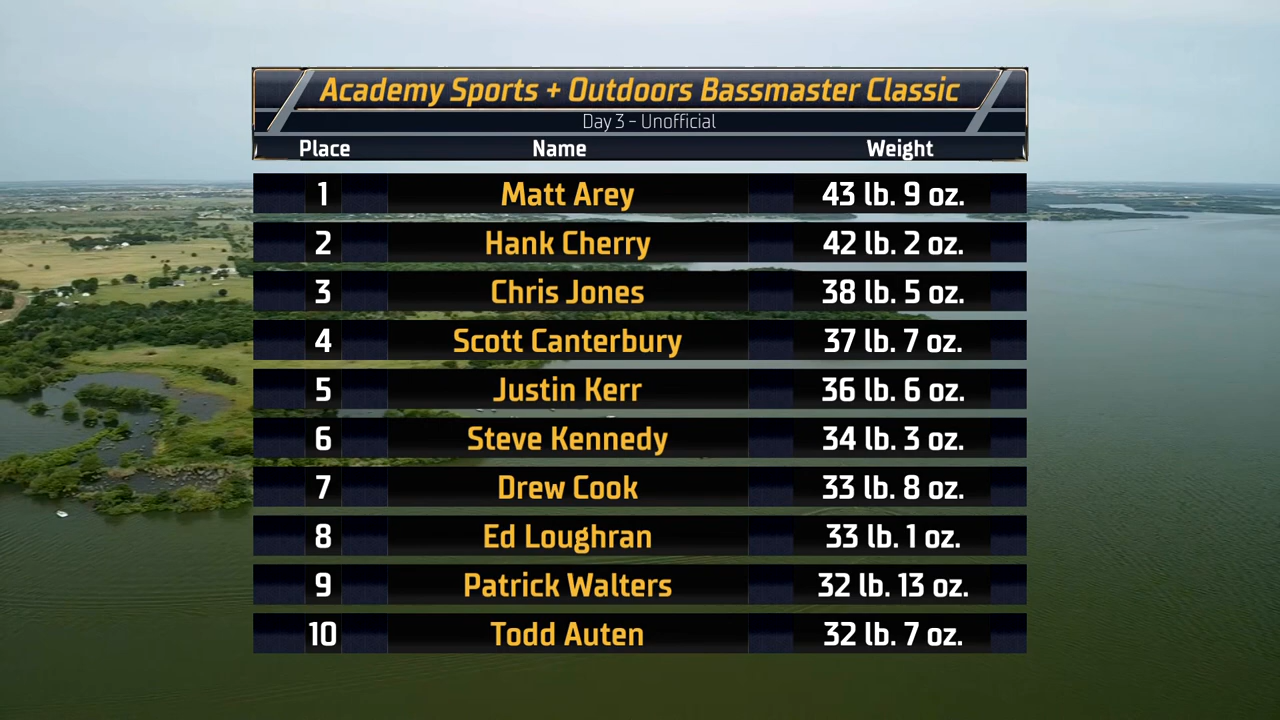 Academy Sports + Outdoors Bassmaster Classic
Day 3 - Unofficial
Place Name Weight
1 Matt Arey 43 lb. 9 oz.
2 Hank Cherry 42 lb. 2 oz.
3 Chris Jones 38 lb. 5 oz.
4 Scott Canterbury 37 lb. 7 oz.
5 Justin Kerr 36 lb. 6 oz.
6 Steve Kennedy 34 lb. 3 oz.
7 Drew Cook 33 lb. 8 oz.
8 Ed Loughran 33 lb. 1 oz.
9 Patrick Walters 32 lb. 13 oz.
10 Todd Auten 32 lb. 7 oz.